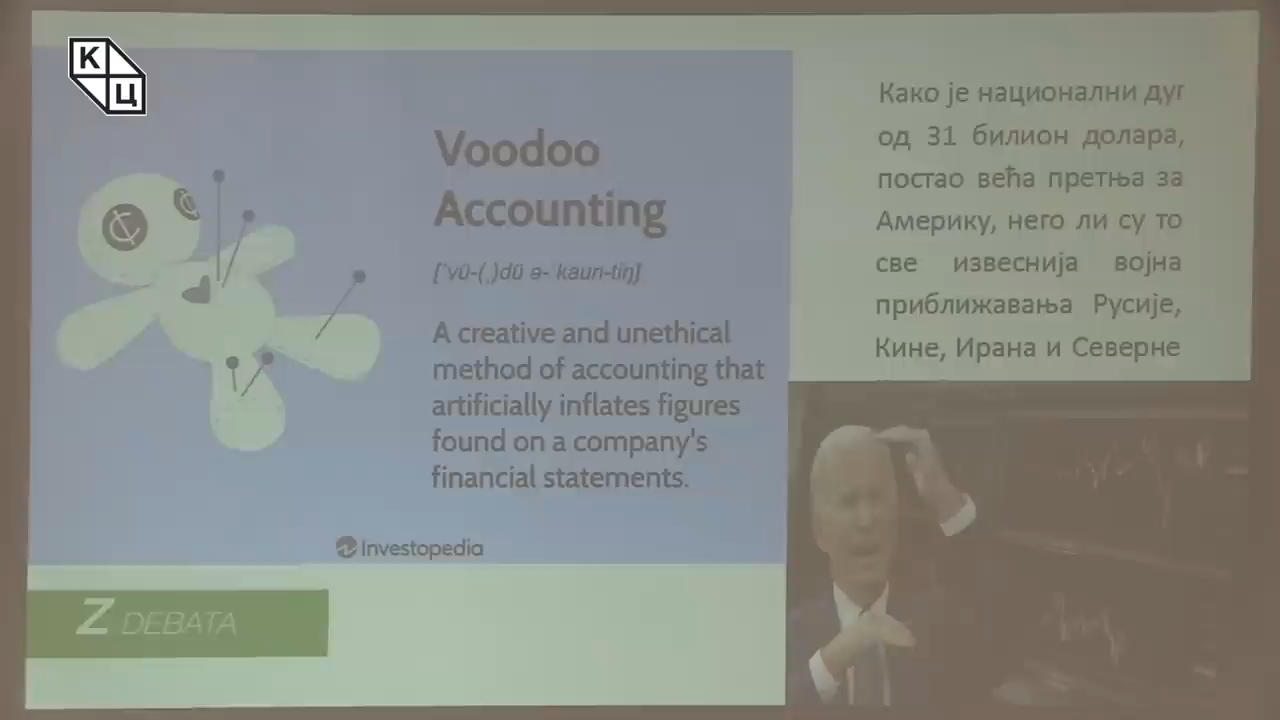 К
Ц
Voodoo
Accounting
[ˈvü-(ˌ)dü ə-ˈkau̇n-tiŋ]
A creative and unethical
method of accounting that
artificially inflates figures
found on a company's
financial statements.
Investopedia
Z DEBATA
Како је национални дуг
од 31 билион долара,
постао већа претња за
Америку, него ли су то
све извеснија војна
приближавања Русије,
Кине, Ирана и Северне